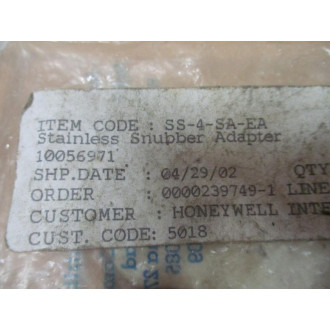 ITEM CODE : SS-4-SA-EA
Stainless Snubber Adapter
10056971
SHP.DATE : 04/29/02 QTY
ORDER : 0000239749-1 LINE
CUSTOMER : HONEYWELL INTE
CUST. CODE: 5018